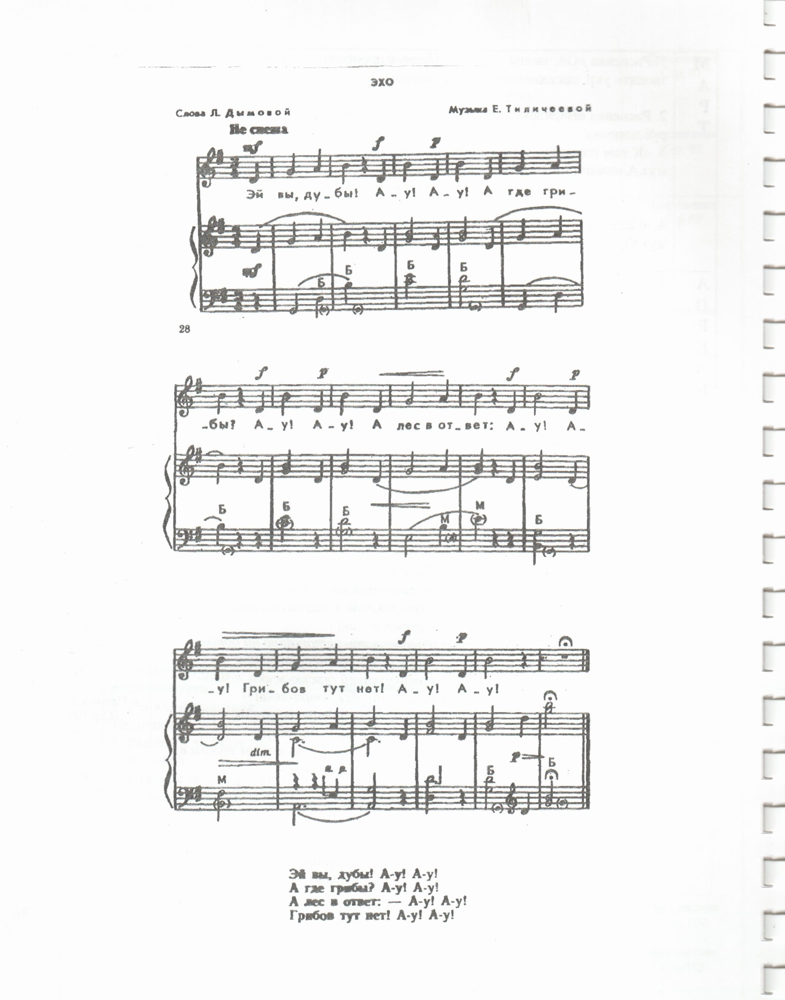 ЭХО
Слова Л. Дымовой
Музыка Е. Тиличеевой
Не спеша
mf f p
Эй вы, ду_бы! А_у! А_у! А где гри_
mf
Б Б Б Б
28
f p f p
_бы? А_у! А_у! А лес в от_вет: А_у! А_
Б Б Б М М Б
f p
_у! Гри_бов тут нет! А_у! А_у!
dim.
p
М Б Б
Эй вы, дубы! А-у! А-у!
А где грибы? А-у! А-у!
А лес в ответ: — А-у! А-у!
Грибов тут нет! А-у! А-у!